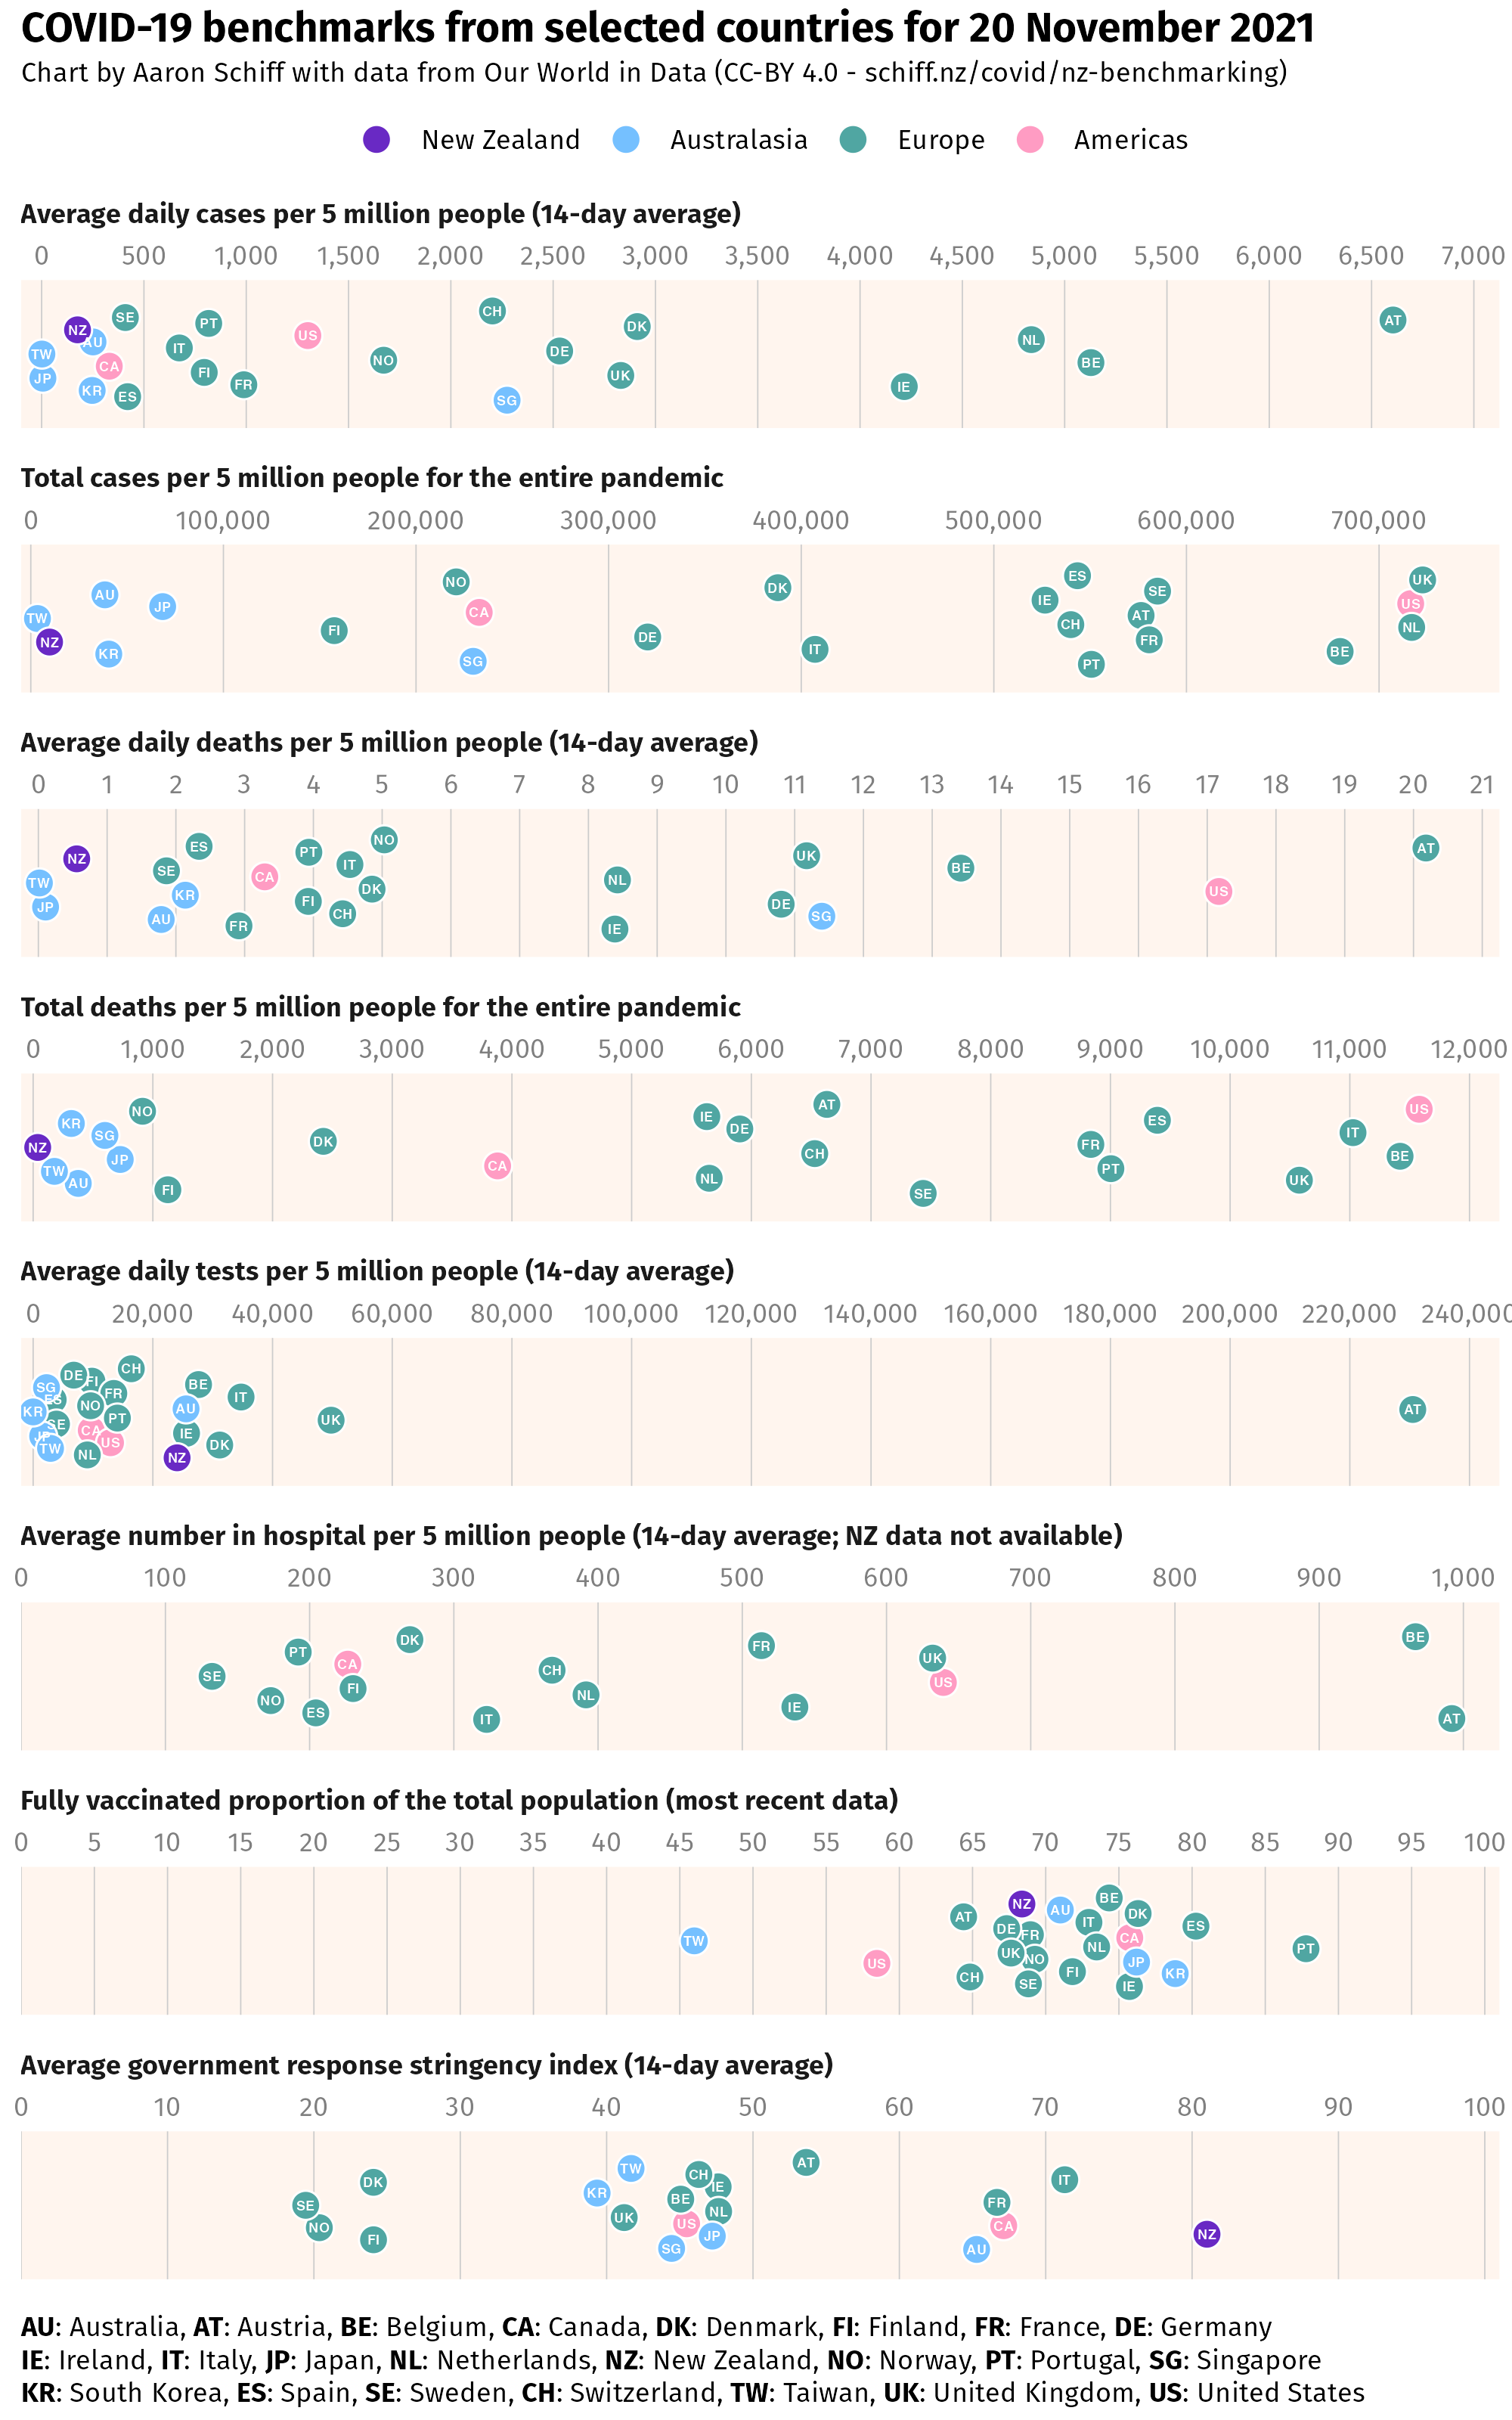 COVID-19 benchmarks from selected countries for 20 November 2021
Chart by Aaron Schiff with data from Our World in Data (CC-BY 4.0 - schiff.nz/covid/nz-benchmarking)
New Zealand Australasia Europe Americas
Average daily cases per 5 million people (14-day average)
0 500 1,000 1,500 2,000 2,500 3,000 3,500 4,000 4,500 5,000 5,500 6,000 6,500 7,000
CH
SE AT
PT
DK
NZ
US
NL
AU
IT
DE
TW
NO
BE
CA
FI
UK
JP
FR
IE
KR
ES
SG
Total cases per 5 million people for the entire pandemic
0 100,000 200,000 300,000 400,000 500,000 600,000 700,000
ES
UK
NO
DK
SE
AU
IE
US
JP
CA
AT
TW
CH
NL
FI
DE
FR
NZ
IT
BE
KR
SG
PT
Average daily deaths per 5 million people (14-day average)
0 1 2 3 4 5 6 7 8 9 10 11 12 13 14 15 16 17 18 19 20 21
NO
ES AT
PT
UK
NZ
IT
BE
SE
CA
NL
TW
DK
US
KR
FI
DE
JP
CH
SG
AU
FR
IE
Total deaths per 5 million people for the entire pandemic
0 1,000 2,000 3,000 4,000 5,000 6,000 7,000 8,000 9,000 10,000 11,000 12,000
AT
US
NO
IE
ES
KR
DE
IT
SG
DK
FR
NZ
CH
BE
JP
CA
PT
TW
NL
UK
AU
FI
SE
Average daily tests per 5 million people (14-day average)
0 20,000 40,000 60,000 80,000 100,000 120,000 140,000 160,000 180,000 200,000 220,000 240,000
CH
DE
FI
BE
SG
FR
IT
ES
NO
AU
AT
KR
PT
UK
SE
CA
IE
JP
US
DK
TW
NL
NZ
Average number in hospital per 5 million people (14-day average; NZ data not available)
0 100 200 300 400 500 600 700 800 900 1,000
BE
DK
FR
PT
UK
CA
CH
SE
US
FI
NL
NO
IE
ES
IT AT
Fully vaccinated proportion of the total population (most recent data)
0 5 10 15 20 25 30 35 40 45 50 55 60 65 70 75 80 85 90 95 100
BE
NZ
AU
DK
AT
IT
ES
DE
FR
CA
TW
NL
PT
UK
NO
JP
US
FI
KR
CH
SE
IE
Average government response stringency index (14-day average)
0 10 20 30 40 50 60 70 80 90 100
AT
TW
CH
IT
DK
IE
KR
BE
FR
SE
NL
UK
US
CA
NO
NZ
JP
FI
SG
AU
AU: Australia, AT: Austria, BE: Belgium, CA: Canada, DK: Denmark, FI: Finland, FR: France, DE: Germany
IE: Ireland, IT: Italy, JP: Japan, NL: Netherlands, NZ: New Zealand, NO: Norway, PT: Portugal, SG: Singapore
KR: South Korea, ES: Spain, SE: Sweden, CH: Switzerland, TW: Taiwan, UK: United Kingdom, US: United States